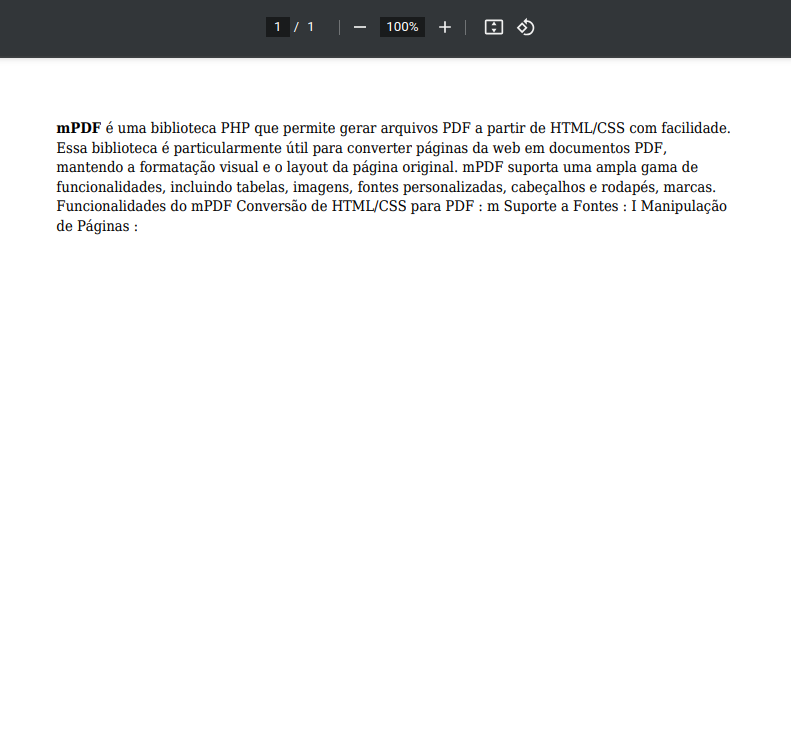 1 / 1 100%
mPDF é uma biblioteca PHP que permite gerar arquivos PDF a partir de HTML/CSS com facilidade.
Essa biblioteca é particularmente útil para converter páginas da web em documentos PDF,
mantendo a formatação visual e o layout da página original. mPDF suporta uma ampla gama de
funcionalidades, incluindo tabelas, imagens, fontes personalizadas, cabeçalhos e rodapés, marcas.
Funcionalidades do mPDF Conversão de HTML/CSS para PDF : m Suporte a Fontes : I Manipulação
de Páginas :